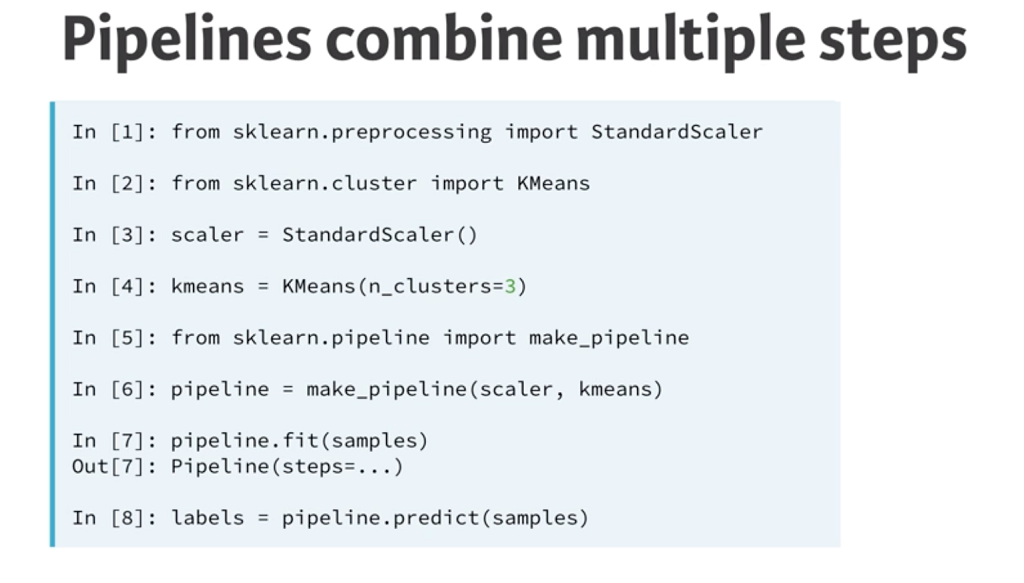 Pipelines combine multiple steps
In [1]: from sklearn.preprocessing import StandardScaler
In [2]: from sklearn.cluster import KMeans
In [3]: scaler = StandardScaler()
In [4]: kmeans = KMeans(n_clusters=3)
In [5]: from sklearn.pipeline import make_pipeline
In [6]: pipeline = make_pipeline(scaler, kmeans)
In [7]: pipeline.fit(samples)
Out[7]: Pipeline(steps=...)
In [8]: labels = pipeline.predict(samples)